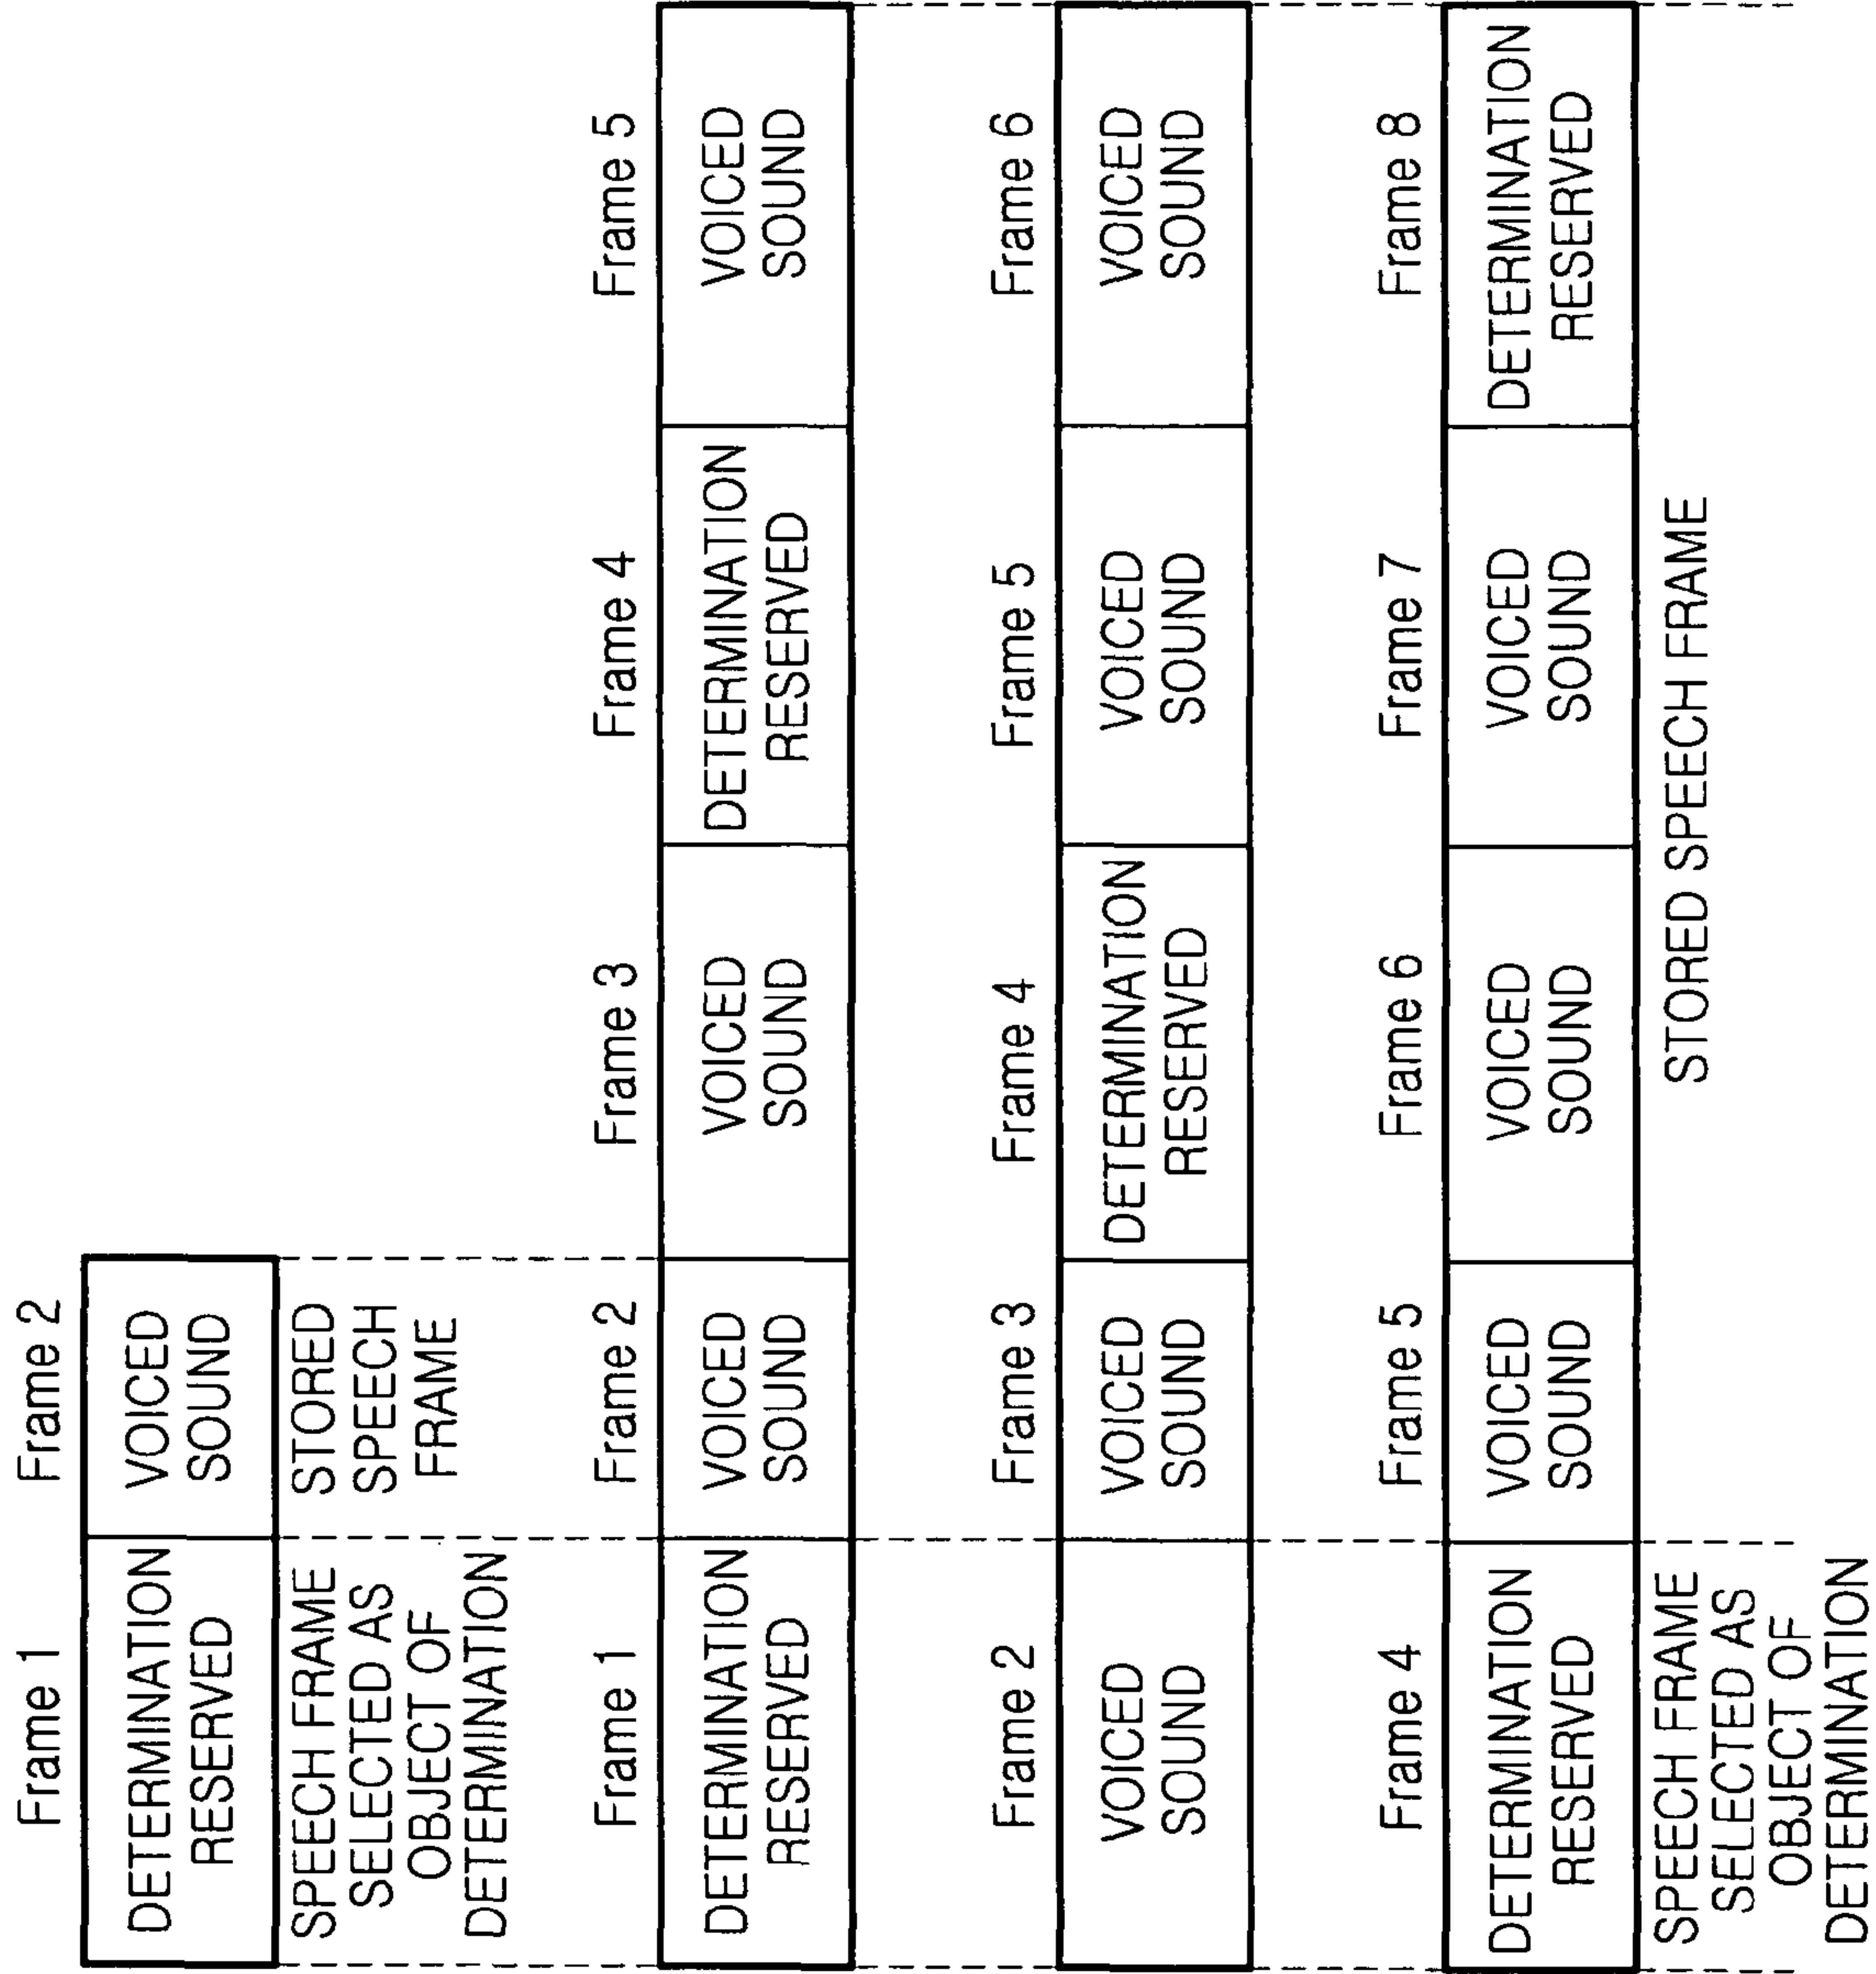 Frame 1
Frame 2
DETERMINATION
RESERVED
VOICED
SOUND
SPEECH FRAME
SELECTED AS
OBJECT OF
DETERMINATION
STORED
SPEECH
FRAME
Frame 1
Frame 2
Frame 3
Frame 4
Frame 5
DETERMINATION
RESERVED
VOICED
SOUND
VOICED
SOUND
DETERMINATION
RESERVED
VOICED
SOUND
Frame 2
Frame 3
Frame 4
Frame 5
Frame 6
VOICED
SOUND
VOICED
SOUND
DETERMINATION
RESERVED
VOICED
SOUND
VOICED
SOUND
Frame 4
Frame 5
Frame 6
Frame 7
Frame 8
DETERMINATION
RESERVED
VOICED
SOUND
VOICED
SOUND
VOICED
SOUND
DETERMINATION
RESERVED
SPEECH FRAME
SELECTED AS
OBJECT OF
DETERMINATION
STORED SPEECH FRAME